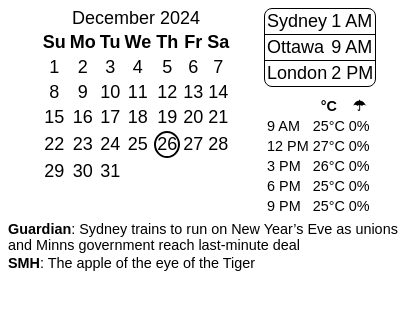 December 2024
Su Mo Tu We Th Fr Sa
1 2 3 4 5 6 7
8 9 10 11 12 13 14
15 16 17 18 19 20 21
22 23 24 25 26 27 28
29 30 31
Sydney 1 AM
Ottawa 9 AM
London 2 PM
°C ☂
9 AM 25°C 0%
12 PM 27°C 0%
3 PM 26°C 0%
6 PM 25°C 0%
9 PM 25°C 0%
Guardian: Sydney trains to run on New Year’s Eve as unions
and Minns government reach last-minute deal
SMH: The apple of the eye of the Tiger